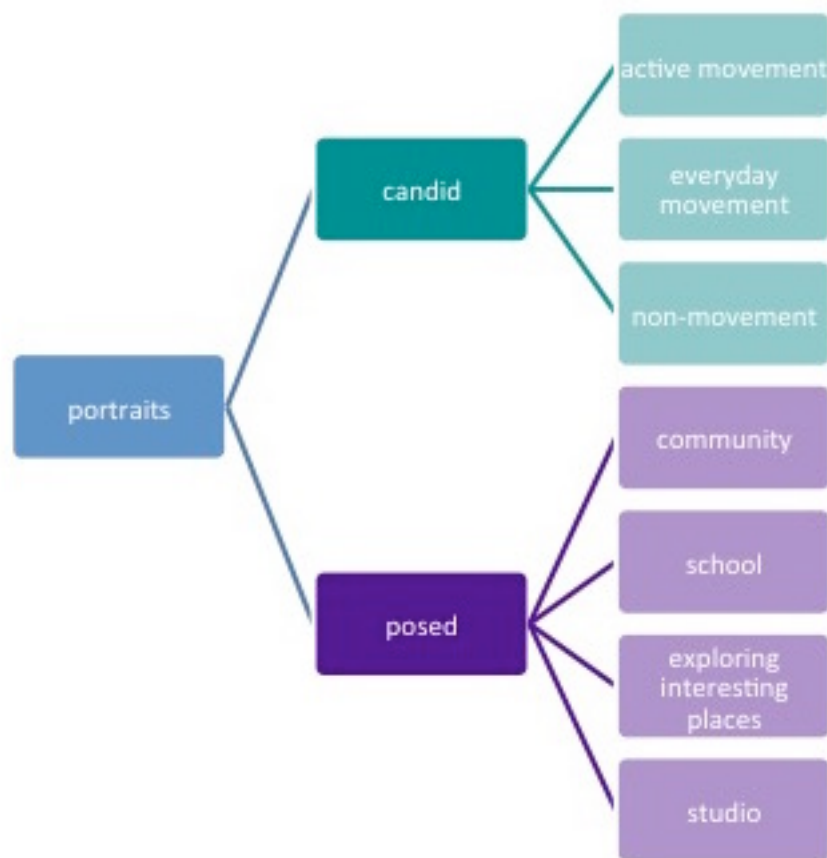 portraits
candid
active movement
everyday
movement
non-movement
posed
community
school
exploring
interesting
places
studio